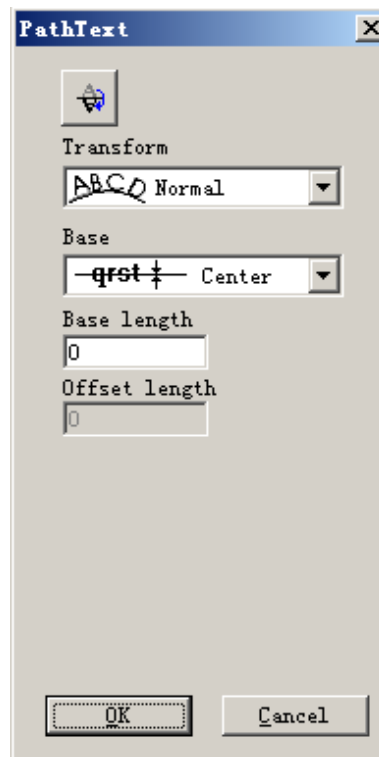 PathText
Transform
ABCD Normal
Base
qrst Center
Base length
0
Offset length
0
OK
Cancel